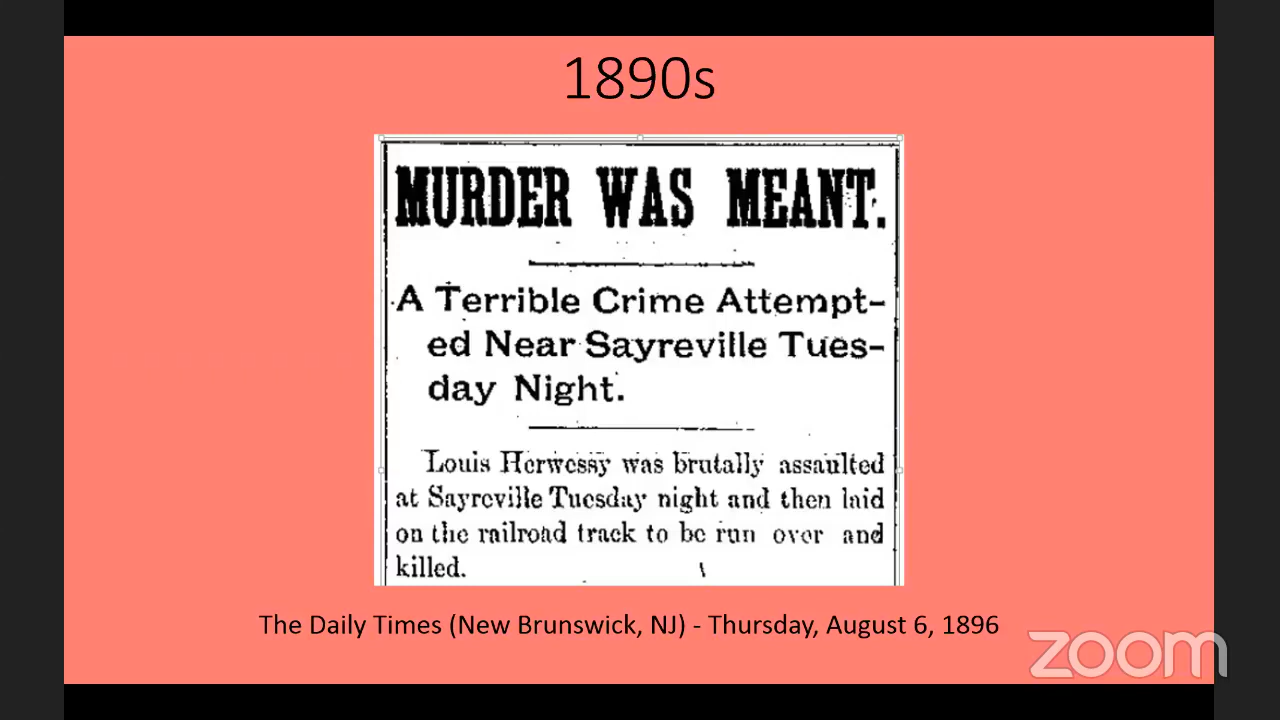 1890s
MURDER WAS MEANT.
A Terrible Crime Attempt-
ed Near Sayreville Tues-
day Night.
Louis Herwessy was brutally assaulted
at Sayreville Tuesday night and then laid
on the railroad track to be run over and
killed.
The Daily Times (New Brunswick, NJ) - Thursday, August 6, 1896
zoom